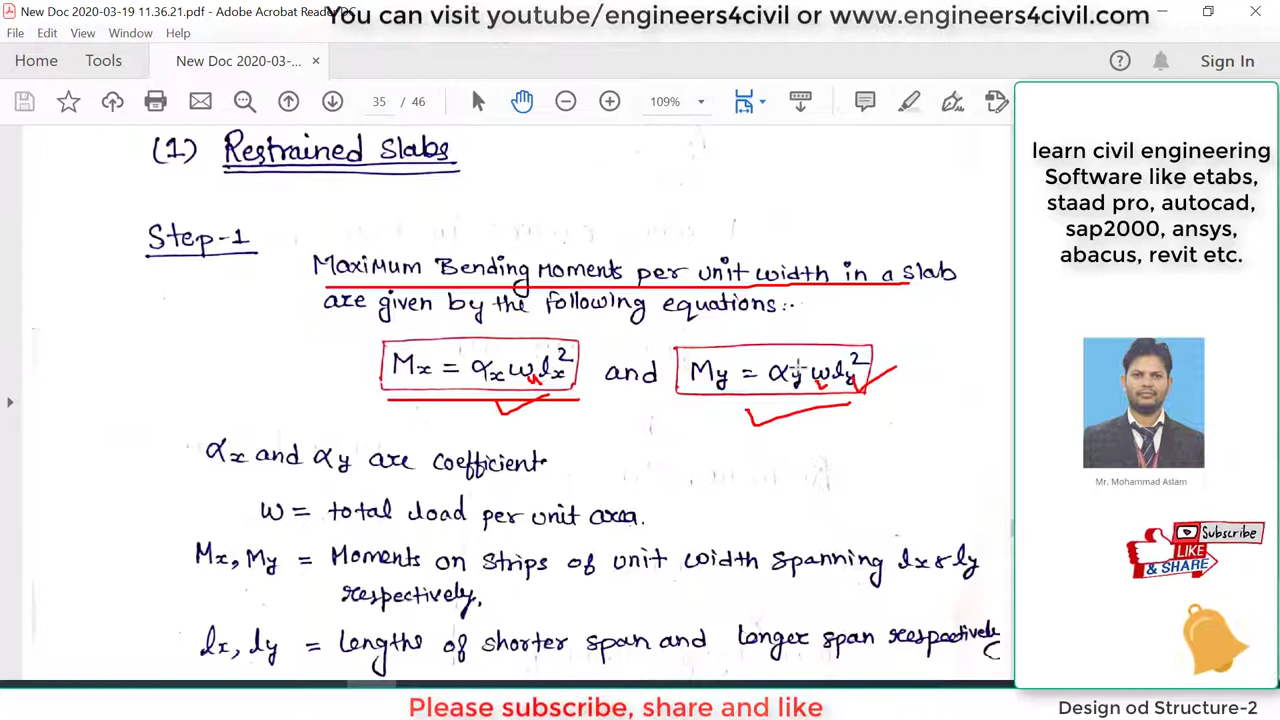 New Doc 2020-03-19 11.36.21.pdf - Adobe Acrobat Reader DC
You can visit youtube/engineers4civil or www.engineers4civil.com
File Edit View Window Help
Home Tools New Doc 2020-03-... × Sign In
35 / 46 109%
(1) Restrained Slabs
Step-1
Maximum Bending Moments per unit width in a slab
are given by the following equations:-
Mx = αx w lx² and My = αy w ly²
αx and αy are coefficient
w = total load per unit area.
Mx, My = Moments on strips of unit width spanning lx & ly
respectively.
lx, ly = lengths of shorter span and longer span respectively
learn civil engineering
Software like etabs,
staad pro, autocad,
sap2000, ansys,
abacus, revit etc.
Mr. Mohammad Aslam
Subscribe
LIKE
& SHARE
Please subscribe, share and like
Design od Structure-2